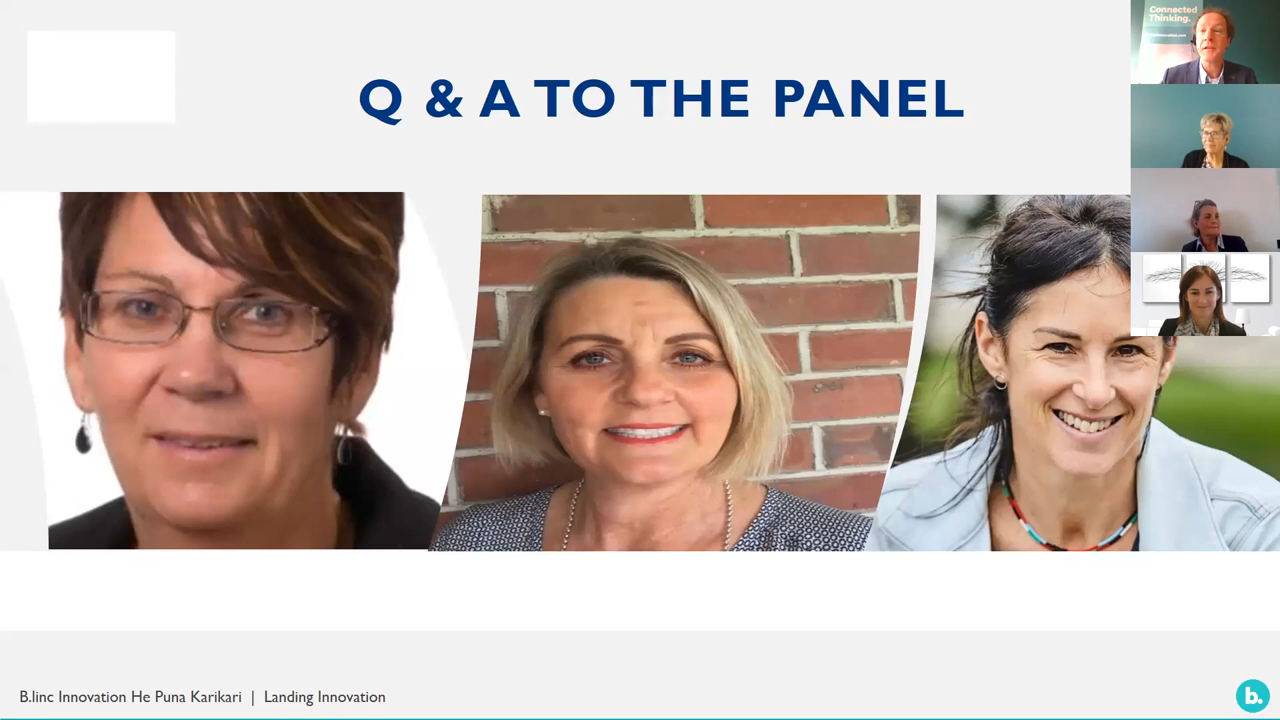 Q & A TO THE PANEL
Connected
Thinking.
B.linc Innovation He Puna Karikari | Landing Innovation
b.